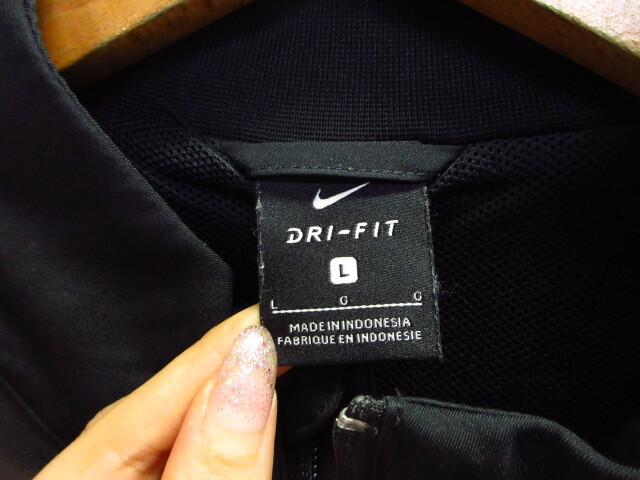 DRI-FIT
L
L G G
MADE IN INDONESIA
FABRIQUE EN INDONESIE